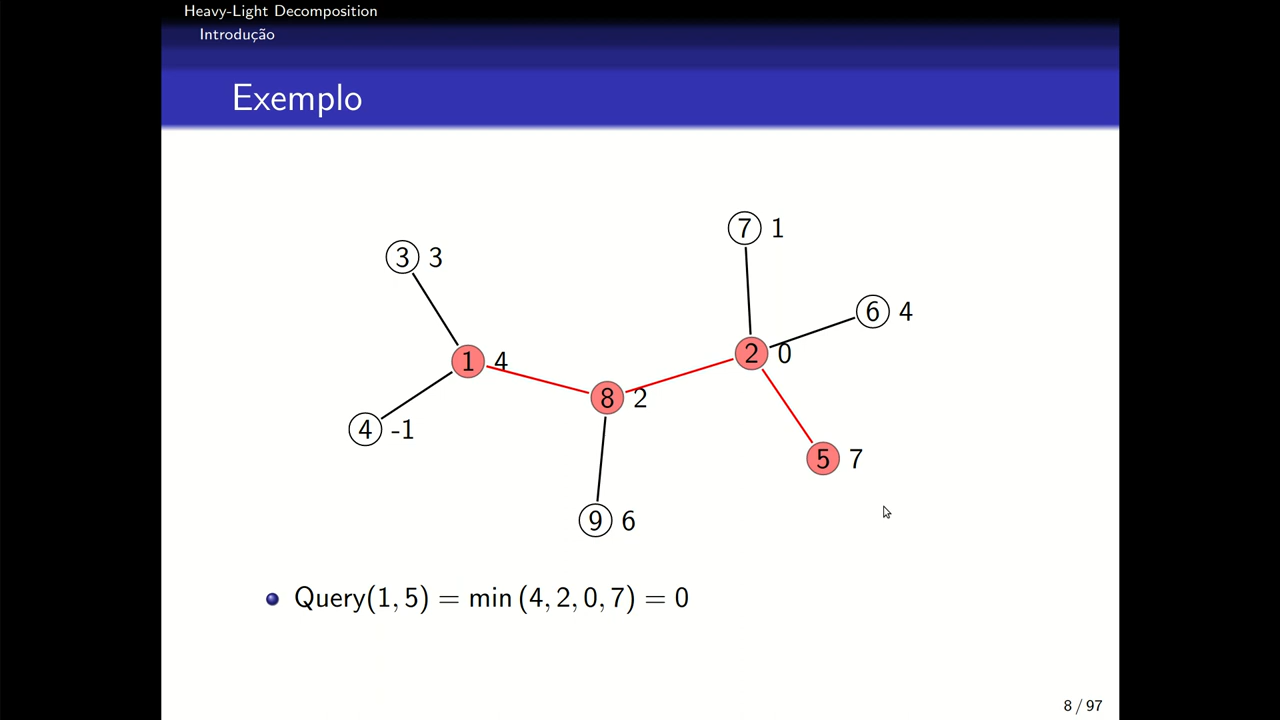 Heavy-Light Decomposition
Introdução
Exemplo
7 1
3 3
6 4
2 0
1 4
8 2
4 -1
5 7
9 6
Query(1, 5) = min (4, 2, 0, 7) = 0
8 / 97